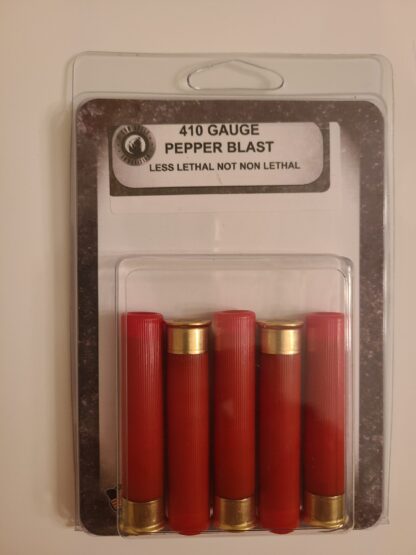 410 GAUGE
PEPPER BLAST
LESS LETHAL NOT NON LETHAL